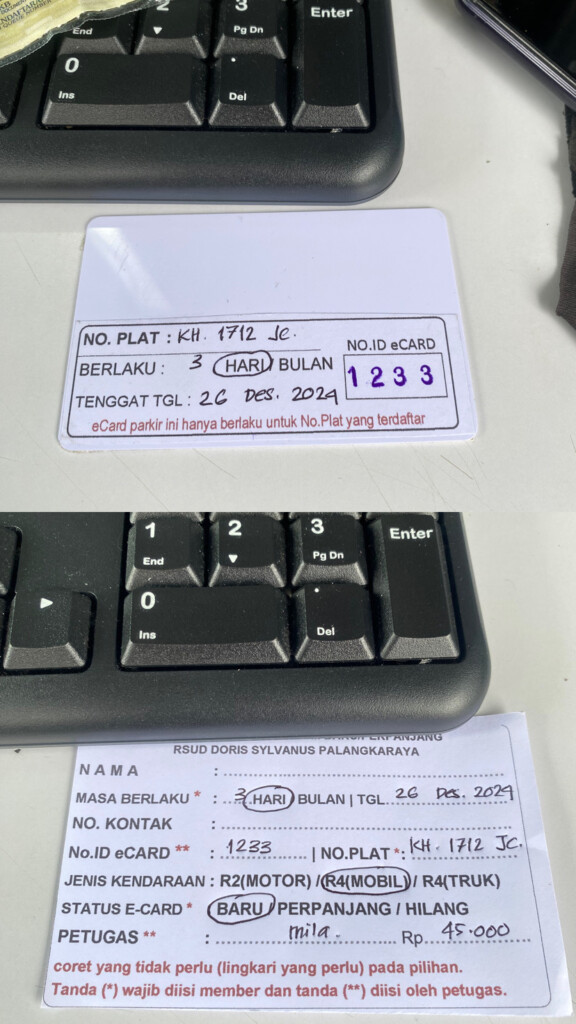 2
3
Enter
End
▼
Pg Dn
0
.
Ins
Del
NO. PLAT : KH. 1712 JC.
BERLAKU : 3 HARI / BULAN
NO.ID eCARD
1233
TENGGAT TGL : 26 Des. 2024
eCard parkir ini hanya berlaku untuk No.Plat yang terdaftar
1
2
3
Enter
End
▼
Pg Dn
►
0
.
Ins
Del
PERPANJANG
RSUD DORIS SYLVANUS PALANGKARAYA
NAMA :
MASA BERLAKU * : 3 HARI / BULAN | TGL. 26 Des. 2024
NO. KONTAK :
No.ID eCARD ** : 1233 | NO.PLAT * : KH. 1712 JC.
JENIS KENDARAAN : R2(MOTOR) / R4(MOBIL) / R4(TRUK)
STATUS E-CARD * BARU / PERPANJANG / HILANG
PETUGAS ** : mila. Rp. 45.000
coret yang tidak perlu (lingkari yang perlu) pada pilihan.
Tanda (*) wajib diisi member dan tanda (**) diisi oleh petugas.